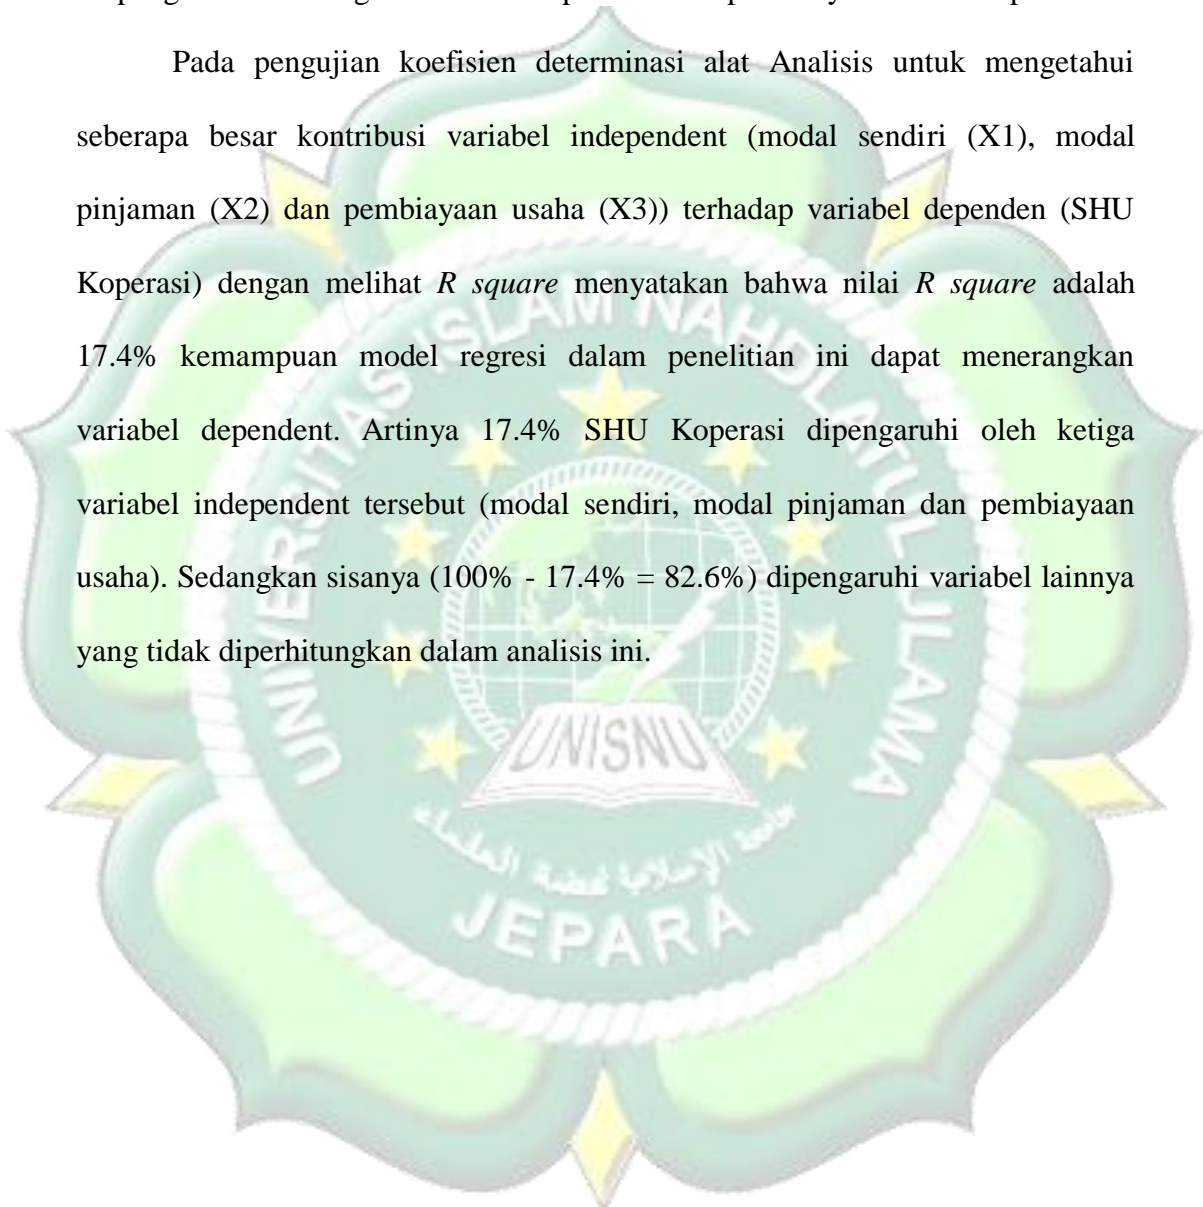 Pada pengujian koefisien determinasi alat Analisis untuk mengetahui
seberapa besar kontribusi variabel independent (modal sendiri (X1), modal
pinjaman (X2) dan pembiayaan usaha (X3)) terhadap variabel dependen (SHU
Koperasi) dengan melihat R square menyatakan bahwa nilai R square adalah
17.4% kemampuan model regresi dalam penelitian ini dapat menerangkan
variabel dependent. Artinya 17.4% SHU Koperasi dipengaruhi oleh ketiga
variabel independent tersebut (modal sendiri, modal pinjaman dan pembiayaan
usaha). Sedangkan sisanya (100% - 17.4% = 82.6%) dipengaruhi variabel lainnya
yang tidak diperhitungkan dalam analisis ini.
UNIVERSITAS ISLAM NAHDLATUL ULAMA
UNISNU
JEPARA